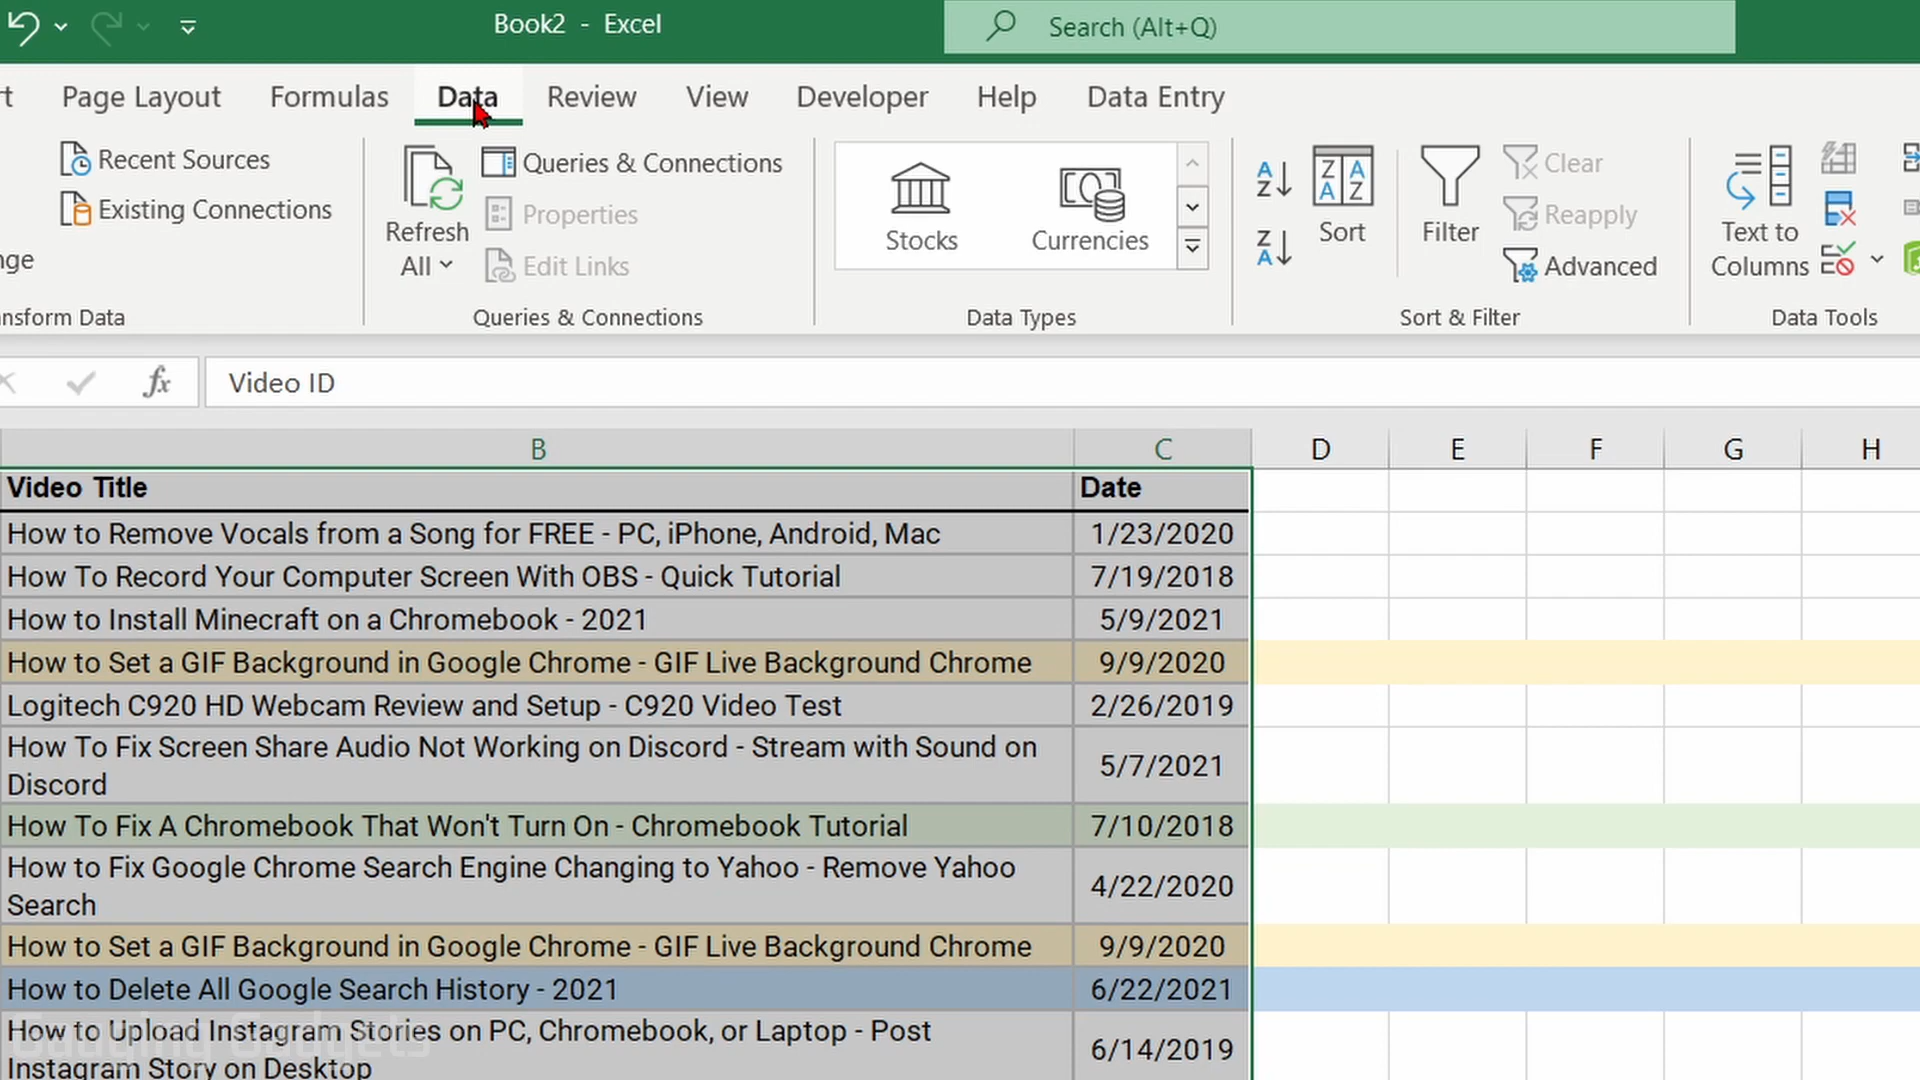 Book2 - Excel
Search (Alt+Q)
Page Layout
Formulas
Data
Review
View
Developer
Help
Data Entry
Recent Sources
Existing Connections
Refresh
All
Queries & Connections
Properties
Edit Links
Queries & Connections
Stocks
Currencies
Data Types
A
Z
Z
A
Z A
A Z
Sort
Filter
Clear
Reapply
Advanced
Sort & Filter
Text to
Columns
Data Tools
fx
Video ID
B C D E F G H
Video Title Date
How to Remove Vocals from a Song for FREE - PC, iPhone, Android, Mac 1/23/2020
How To Record Your Computer Screen With OBS - Quick Tutorial 7/19/2018
How to Install Minecraft on a Chromebook - 2021 5/9/2021
How to Set a GIF Background in Google Chrome - GIF Live Background Chrome 9/9/2020
Logitech C920 HD Webcam Review and Setup - C920 Video Test 2/26/2019
How To Fix Screen Share Audio Not Working on Discord - Stream with Sound on
Discord 5/7/2021
How To Fix A Chromebook That Won't Turn On - Chromebook Tutorial 7/10/2018
How to Fix Google Chrome Search Engine Changing to Yahoo - Remove Yahoo
Search 4/22/2020
How to Set a GIF Background in Google Chrome - GIF Live Background Chrome 9/9/2020
How to Delete All Google Search History - 2021 6/22/2021
How to Upload Instagram Stories on PC, Chromebook, or Laptop - Post
Instagram Story on Desktop 6/14/2019
Gauging Gadgets